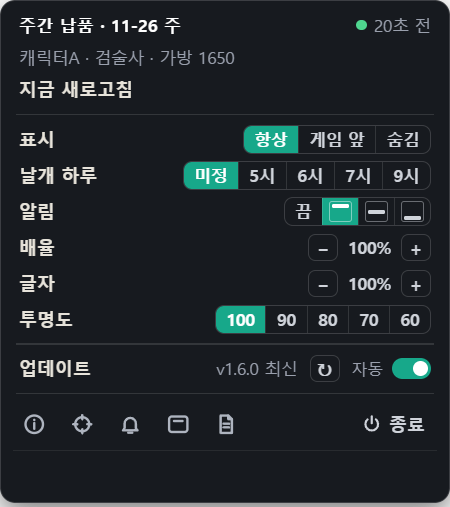 주간 납품 · 11-26 주 20초 전
캐릭터A · 검술사 · 가방 1650
지금 새로고침
표시 항상 게임 앞 숨김
날개 하루 미정 5시 6시 7시 9시
알림 끔
배율 − 100% +
글자 − 100% +
투명도 100 90 80 70 60
업데이트 v1.6.0 최신 ↻ 자동
종료